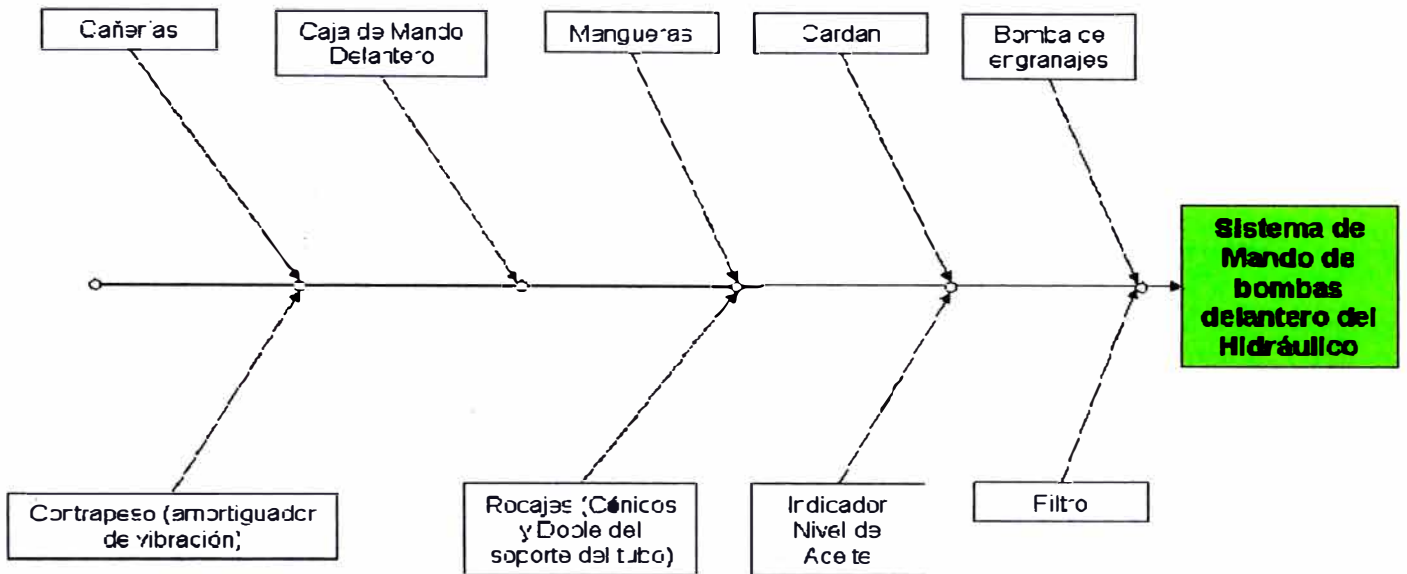 Cañerías
Caja de Mando
Delantero
Mangueras
Cardan
Bomba de
engranajes
Sistema de
Mando de
bombas
delantero del
Hidráulico
Contrapeso (amortiguador
de vibración)
Rocajes (Cónicos
y Doble del
soporte del tubo)
Indicador
Nivel de
Aceite
Filtro